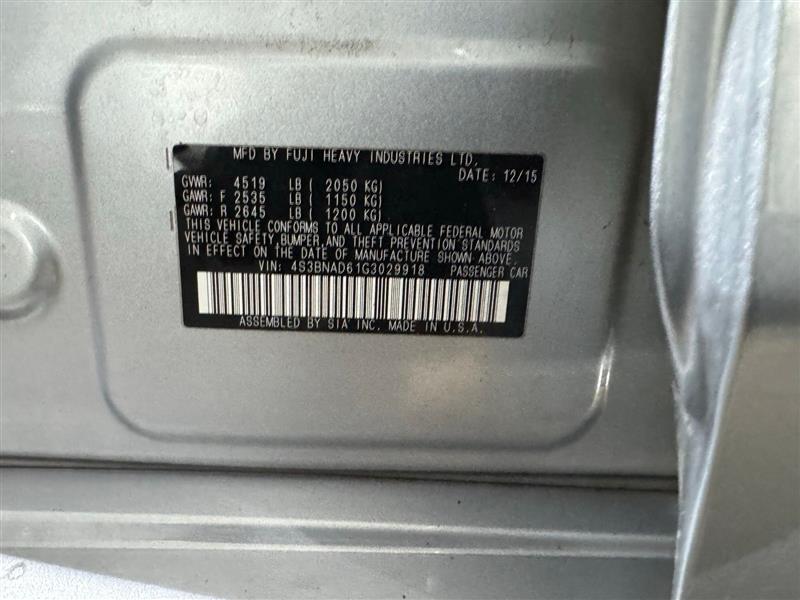 MFD BY FUJI HEAVY INDUSTRIES LTD.
DATE: 12/15
GVWR: 4519 LB ( 2050 KG)
GAWR: F 2535 LB ( 1150 KG)
GAWR: R 2645 LB ( 1200 KG)
THIS VEHICLE CONFORMS TO ALL APPLICABLE FEDERAL MOTOR
VEHICLE SAFETY, BUMPER, AND THEFT PREVENTION STANDARDS
IN EFFECT ON THE DATE OF MANUFACTURE SHOWN ABOVE.
VIN: 4S3BNAD61G3029918 PASSENGER CAR
ASSEMBLED BY SIA INC. MADE IN U.S.A.